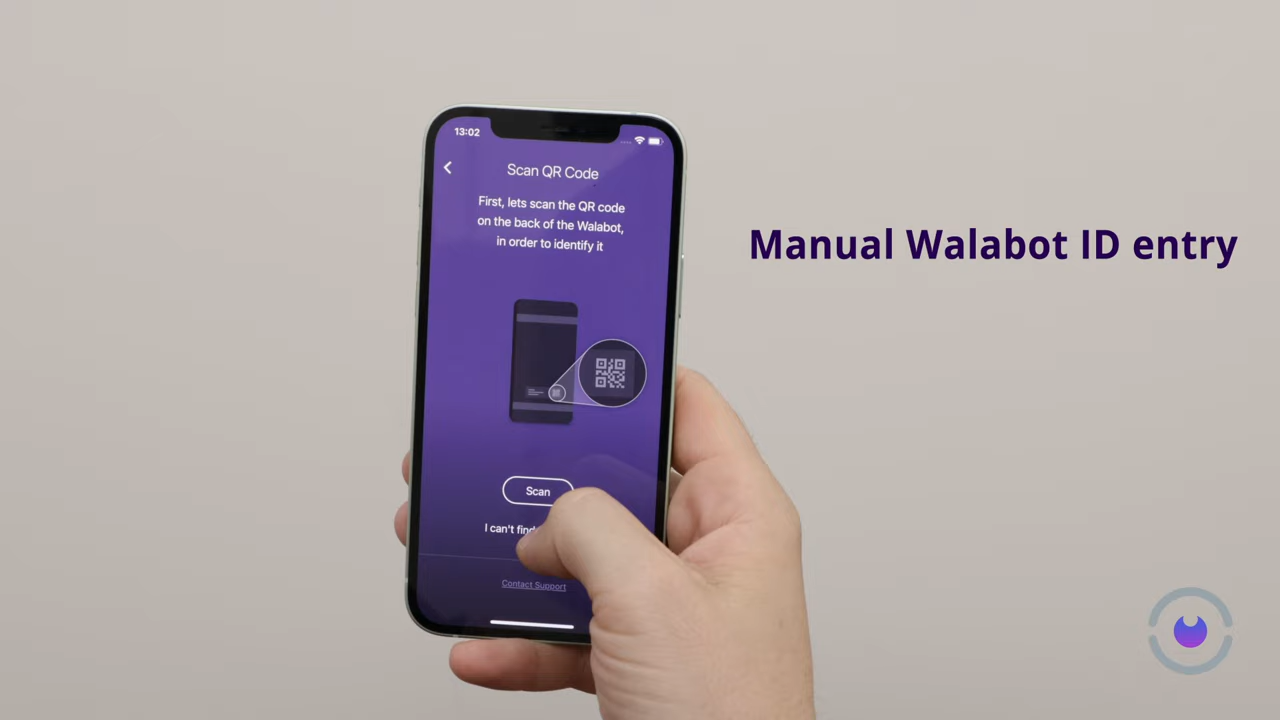 13:02
Scan QR Code
First, lets scan the QR code
on the back of the Walabot,
in order to identify it
Manual Walabot ID entry
Scan
I can't find
Contact Support